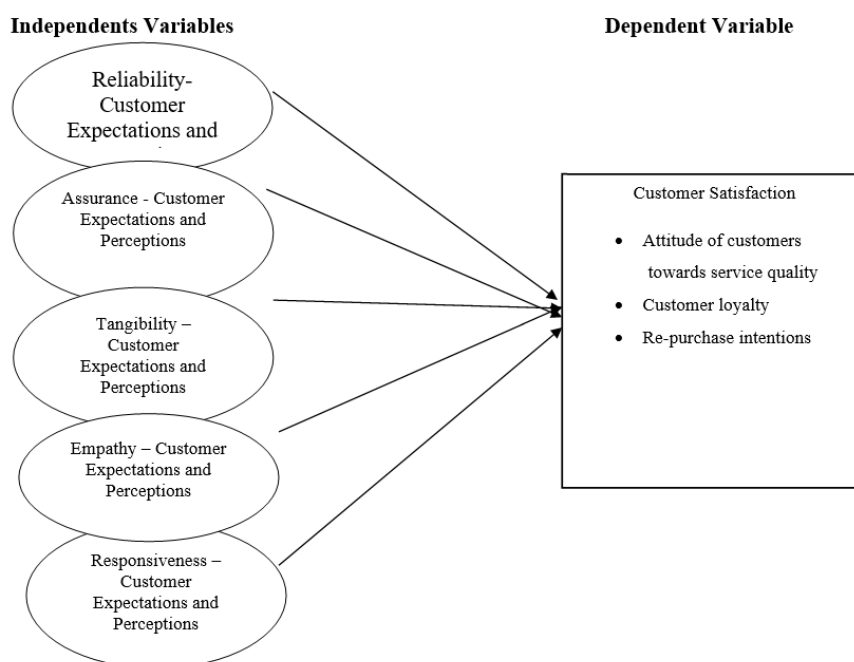 Independents Variables
Dependent Variable
Reliability-
Customer
Expectations and
Assurance - Customer
Expectations and
Perceptions
Tangibility –
Customer
Expectations and
Perceptions
Empathy – Customer
Expectations and
Perceptions
Responsiveness –
Customer
Expectations and
Perceptions
Customer Satisfaction
• Attitude of customers
towards service quality
• Customer loyalty
• Re-purchase intentions